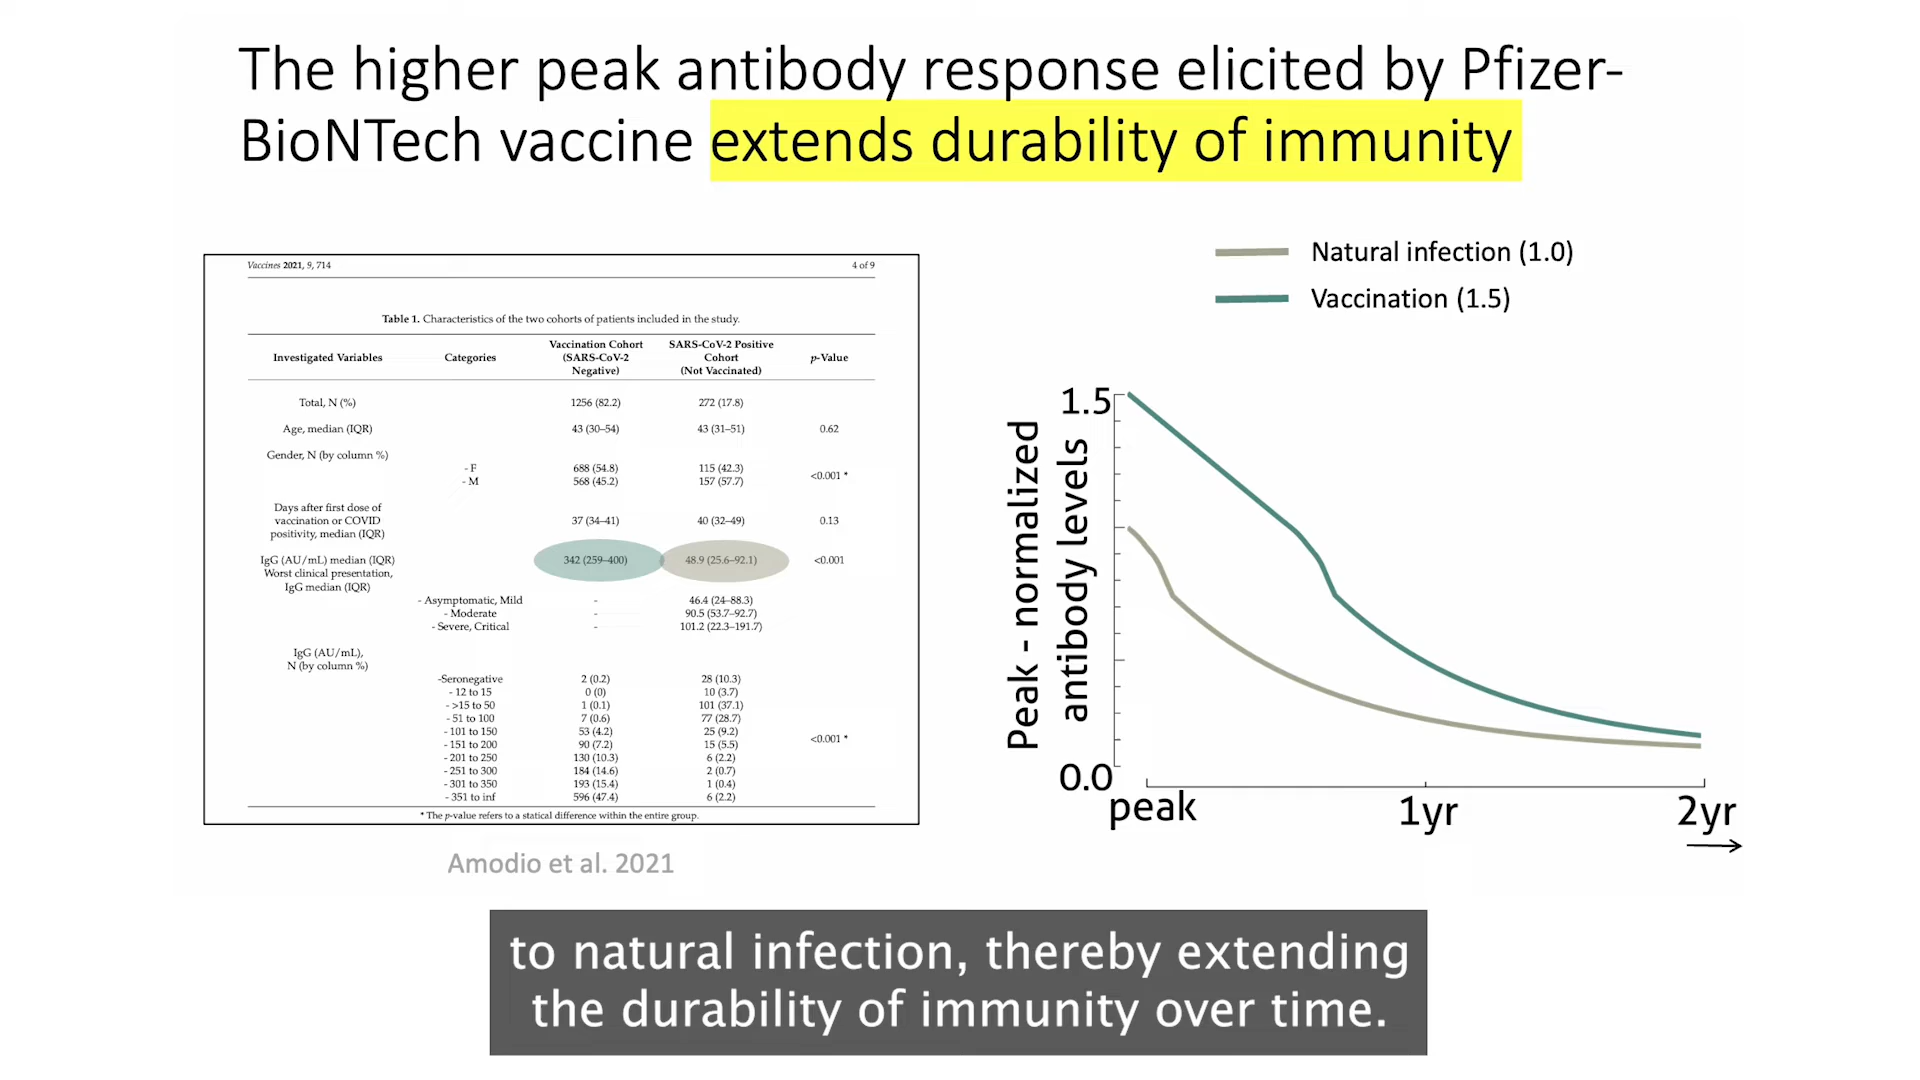 The higher peak antibody response elicited by Pfizer-
BioNTech vaccine extends durability of immunity
Vaccines 2021, 9, 714 4 of 9
Table 1. Characteristics of the two cohorts of patients included in the study.
Investigated Variables Categories Vaccination Cohort (SARS-CoV-2 Negative) SARS-CoV-2 Positive Cohort (Not Vaccinated) p-Value
Total, N (%) 1256 (82.2) 272 (17.8)
Age, median (IQR) 43 (30–54) 43 (31–51) 0.62
Gender, N (by column %)
- F 688 (54.8) 115 (42.3)
- M 568 (45.2) 157 (57.7)
<0.001 *
Days after first dose of
vaccination or COVID 37 (34–41) 40 (32–49) 0.13
positivity, median (IQR)
IgG (AU/mL) median (IQR) 342 (259–400) 48.9 (25.6–92.1) <0.001
Worst clinical presentation,
IgG median (IQR)
- Asymptomatic, Mild - 46.4 (24–88.3)
- Moderate - 90.5 (53.7–92.7)
- Severe, Critical - 101.2 (22.3–191.7)
IgG (AU/mL),
N (by column %)
-Seronegative 2 (0.2) 28 (10.3)
- 12 to 15 0 (0) 10 (3.7)
- >15 to 50 1 (0.1) 101 (37.1)
- 51 to 100 7 (0.6) 77 (28.7)
- 101 to 150 53 (4.2) 25 (9.2)
- 151 to 200 90 (7.2) 15 (5.5)
<0.001 *
- 201 to 250 130 (10.3) 6 (2.2)
- 251 to 300 184 (14.6) 2 (0.7)
- 301 to 350 193 (15.4) 1 (0.4)
- 351 to inf 596 (47.4) 6 (2.2)
* The p-value refers to a statical difference within the entire group.
Amodio et al. 2021
Natural infection (1.0)
Vaccination (1.5)
Peak - normalized
antibody levels
1.5
0.0
peak 1yr 2yr
to natural infection, thereby extending
the durability of immunity over time.